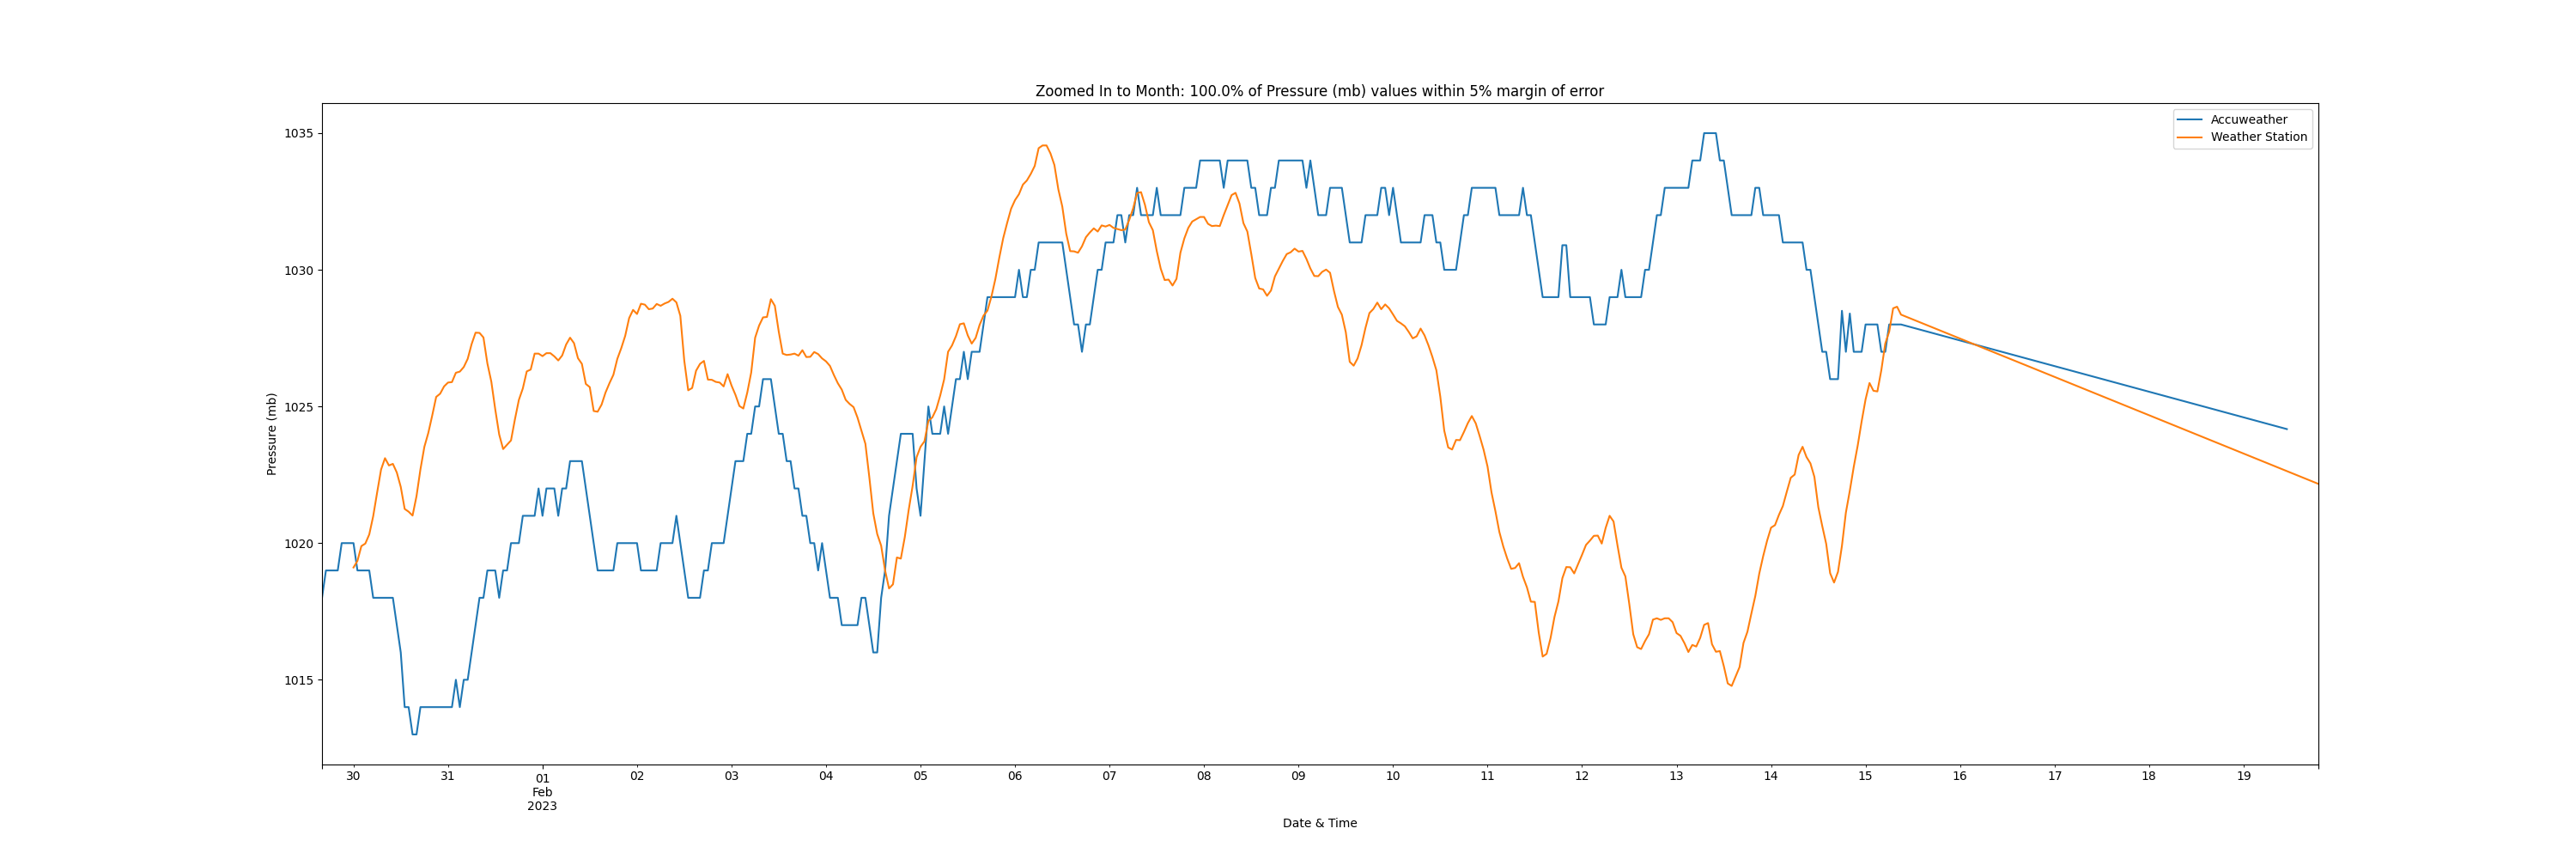 Zoomed In to Month: 100.0% of Pressure (mb) values within 5% margin of error
Accuweather
Weather Station
1035
1030
1025
1020
1015
Pressure (mb)
30 31 01 02 03 04 05 06 07 08 09 10 11 12 13 14 15 16 17 18 19
Feb
2023
Date & Time